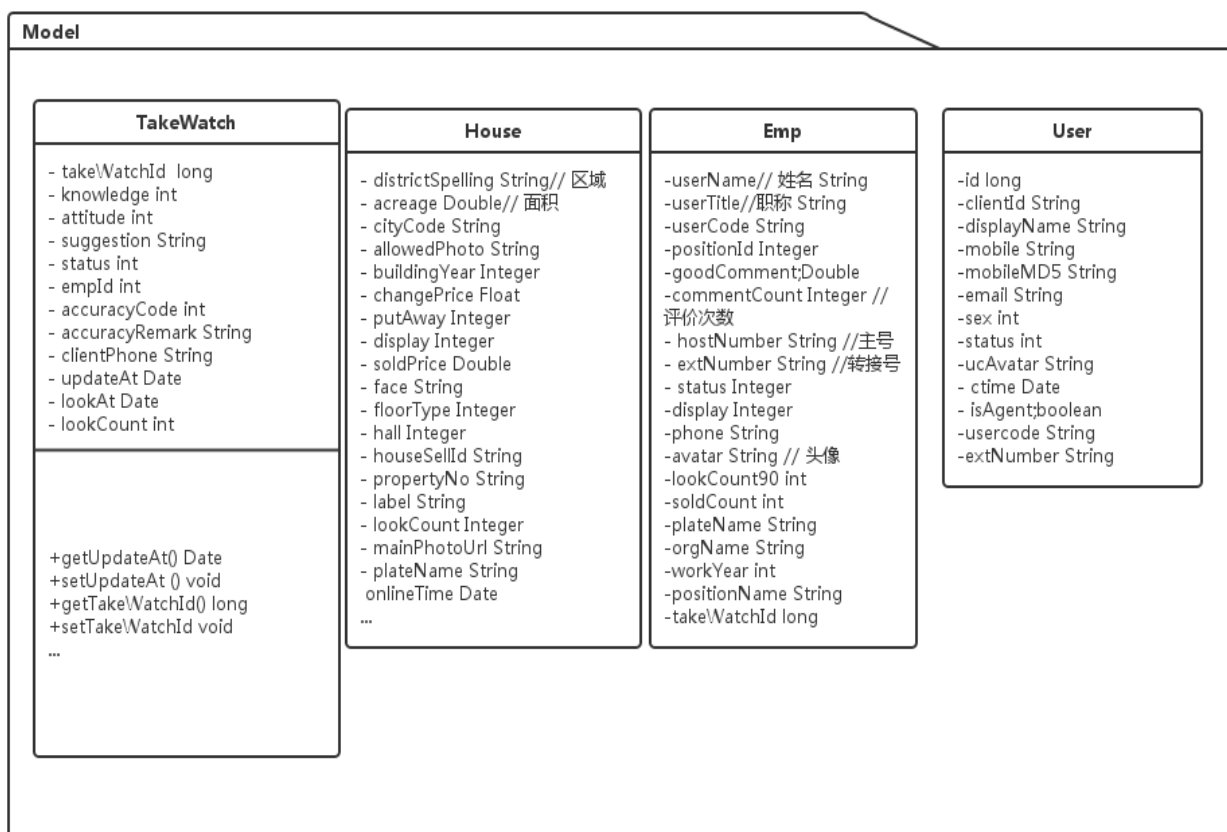 Model
TakeWatch
- takeWatchId  long
- knowledge int
- attitude int
- suggestion String
- status int
- empId int
- accuracyCode int
- accuracyRemark String
- clientPhone String
- updateAt Date
- lookAt Date
- lookCount int
+getUpdateAt() Date
+setUpdateAt () void
+getTakeWatchId() long
+setTakeWatchId void
...
House
- districtSpelling String// 区域
- acreage Double// 面积
- cityCode String
- allowedPhoto String
- buildingYear Integer
- changePrice Float
- putAway Integer
- display Integer
- soldPrice Double
- face String
- floorType Integer
- hall Integer
- houseSellId String
- propertyNo String
- label String
- lookCount Integer
- mainPhotoUrl String
- plateName String
onlineTime Date
...
Emp
-userName// 姓名 String
-userTitle//职称 String
-userCode String
-positionId Integer
-goodComment;Double
-commentCount Integer //
评价次数
- hostNumber String //主号
- extNumber String //转接号
- status Integer
-display Integer
-phone String
-avatar String // 头像
-lookCount90 int
-soldCount int
-plateName String
-orgName String
-workYear int
-positionName String
-takeWatchId long
User
-id long
-clientId String
-displayName String
-mobile String
-mobileMD5 String
-email String
-sex int
-status int
-ucAvatar String
- ctime Date
- isAgent;boolean
-usercode String
-extNumber String